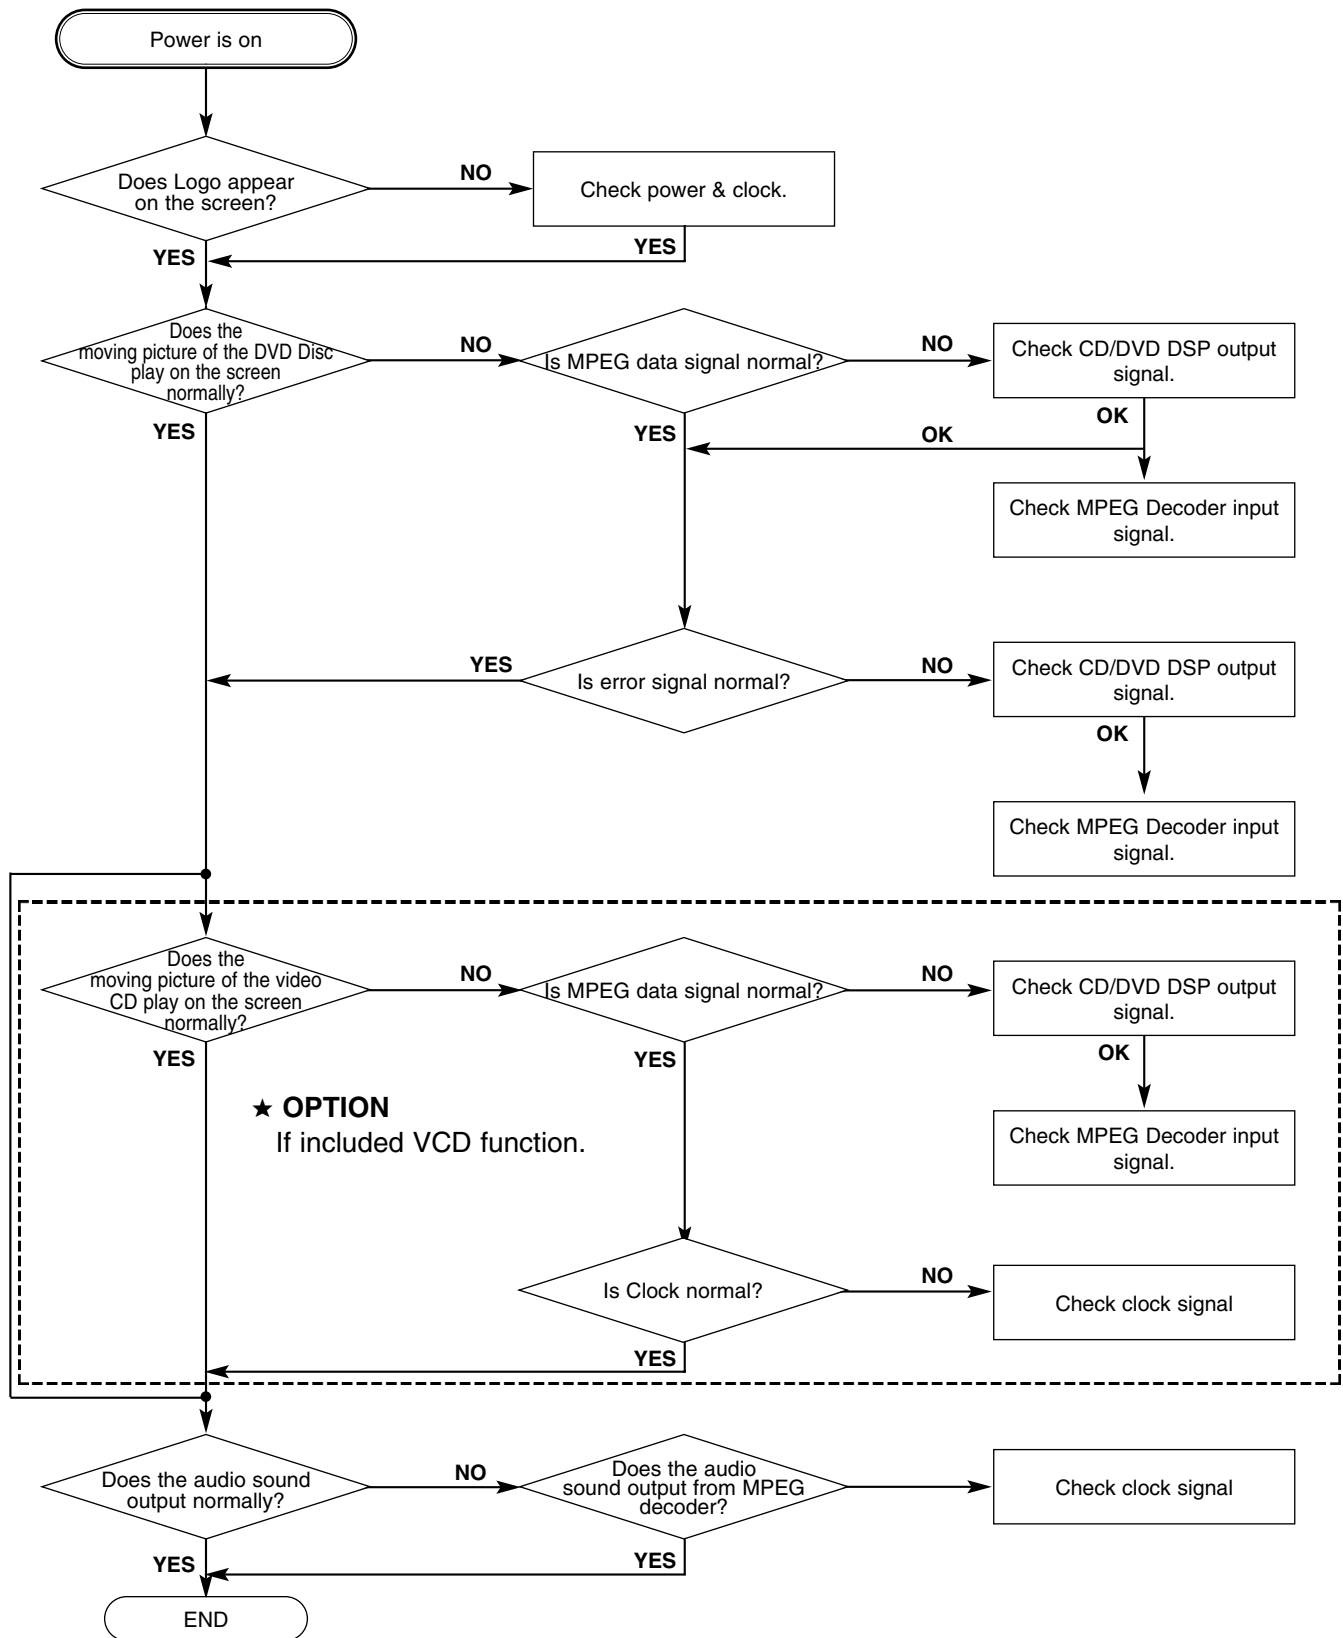 Power is on
Does Logo appear
on the screen?
NO
Check power & clock.
YES
YES
Does the
moving picture of the DVD Disc
play on the screen
normally?
NO
Is MPEG data signal normal?
NO
Check CD/DVD DSP output
signal.
YES
YES
OK
OK
Check MPEG Decoder input
signal.
YES
Is error signal normal?
NO
Check CD/DVD DSP output
signal.
OK
Check MPEG Decoder input
signal.
Does the
moving picture of the video
CD play on the screen
normally?
NO
Is MPEG data signal normal?
NO
Check CD/DVD DSP output
signal.
YES
YES
OK
★ OPTION
If included VCD function.
Check MPEG Decoder input
signal.
Is Clock normal?
NO
Check clock signal
YES
Does the audio sound
output normally?
NO
Does the audio
sound output from MPEG
decoder?
Check clock signal
YES
YES
END